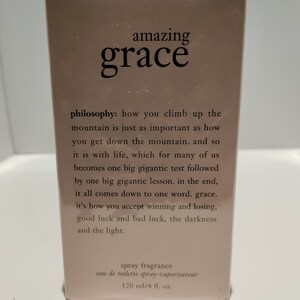 amazing
grace
philosophy: how you climb up the
mountain is just as important as how
you get down the mountain. and so
it is with life, which for many of us
becomes one big gigantic test followed
by one big gigantic lesson. in the end,
it all comes down to one word. grace.
it's how you accept winning and losing,
good luck and bad luck, the darkness
and the light.
spray fragrance
eau de toilette spray/vaporisateur
120 ml/4 fl. oz.